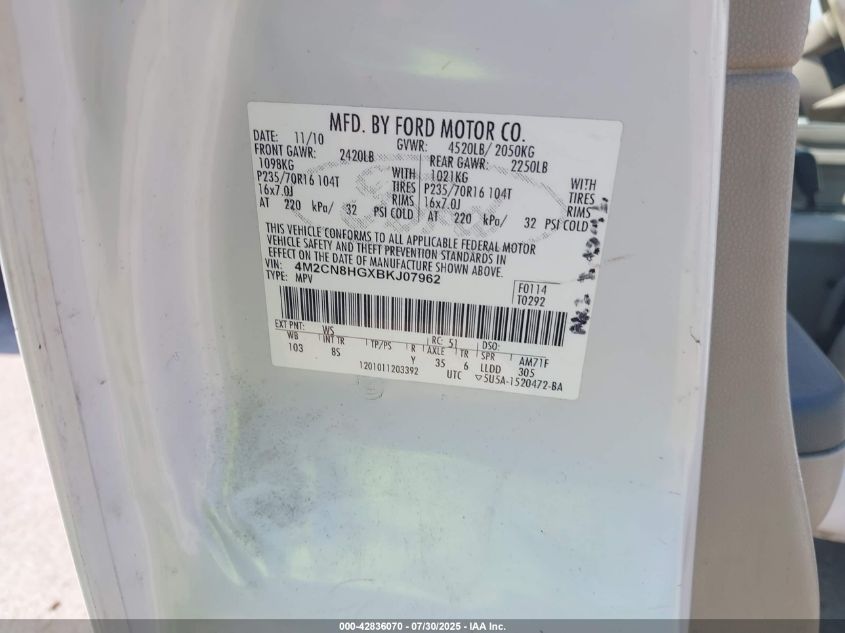 MFD. BY FORD MOTOR CO.
DATE: 11/10 GVWR: 4520LB/ 2050KG
FRONT GAWR: 2420LB REAR GAWR: 2250LB
1098KG WITH 1021KG WITH
P235/70R16 104T TIRES P235/70R16 104T TIRES
16x7.0J RIMS 16x7.0J RIMS
AT 220 kPa/ 32 PSI COLD AT 220 kPa/ 32 PSI COLD
THIS VEHICLE CONFORMS TO ALL APPLICABLE FEDERAL MOTOR
VEHICLE SAFETY AND THEFT PREVENTION STANDARDS IN
EFFECT ON THE DATE OF MANUFACTURE SHOWN ABOVE.
VIN: 4M2CN8HGXBKJ07962
TYPE: MPV
F0114
T0292
EXT PNT: WS RC: 51 DSO:
WB INT TR TP/PS R AXLE TR SPR AM71F
103 8S Y 35 6 LLDD 305
1201011203392 UTC ▽5U5A-1520472-BA
000-42836070 — 07/30/2025 — IAA Inc.